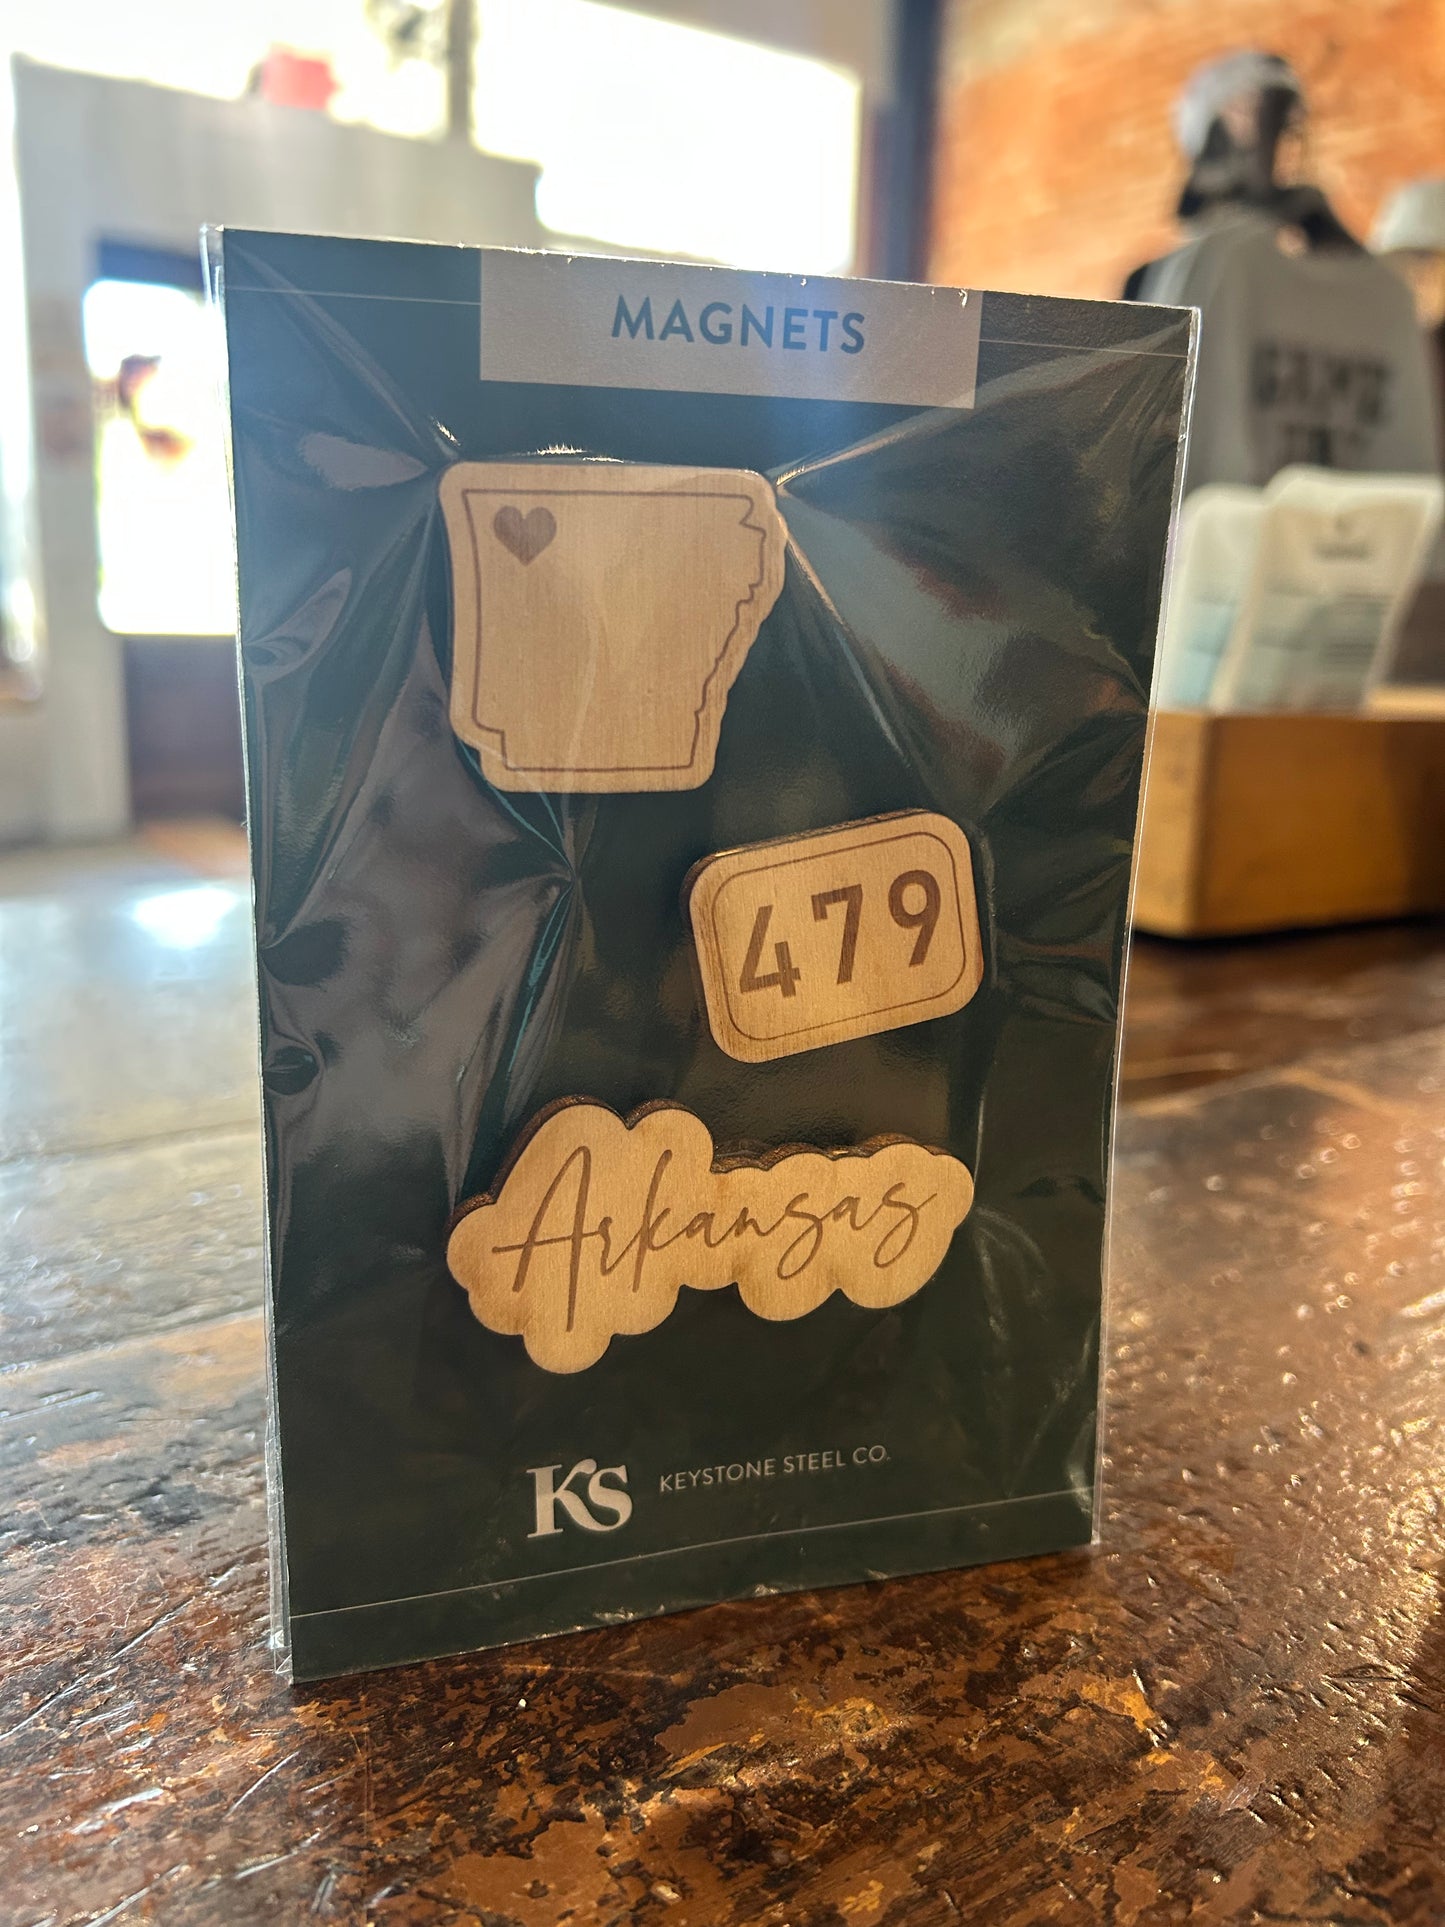 MAGNETS
479
Arkansas
KS KEYSTONE STEEL CO.